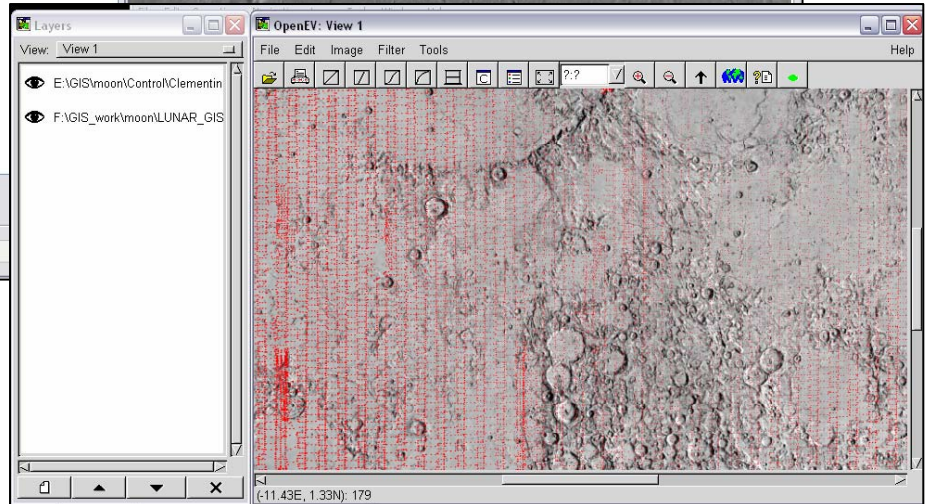 Layers
View: View 1
E:\GIS\moon\Control\Clementin
F:\GIS_work\moon\LUNAR_GIS
OpenEV: View 1
File Edit Image Filter Tools Help
?:?
(-11.43E, 1.33N): 179